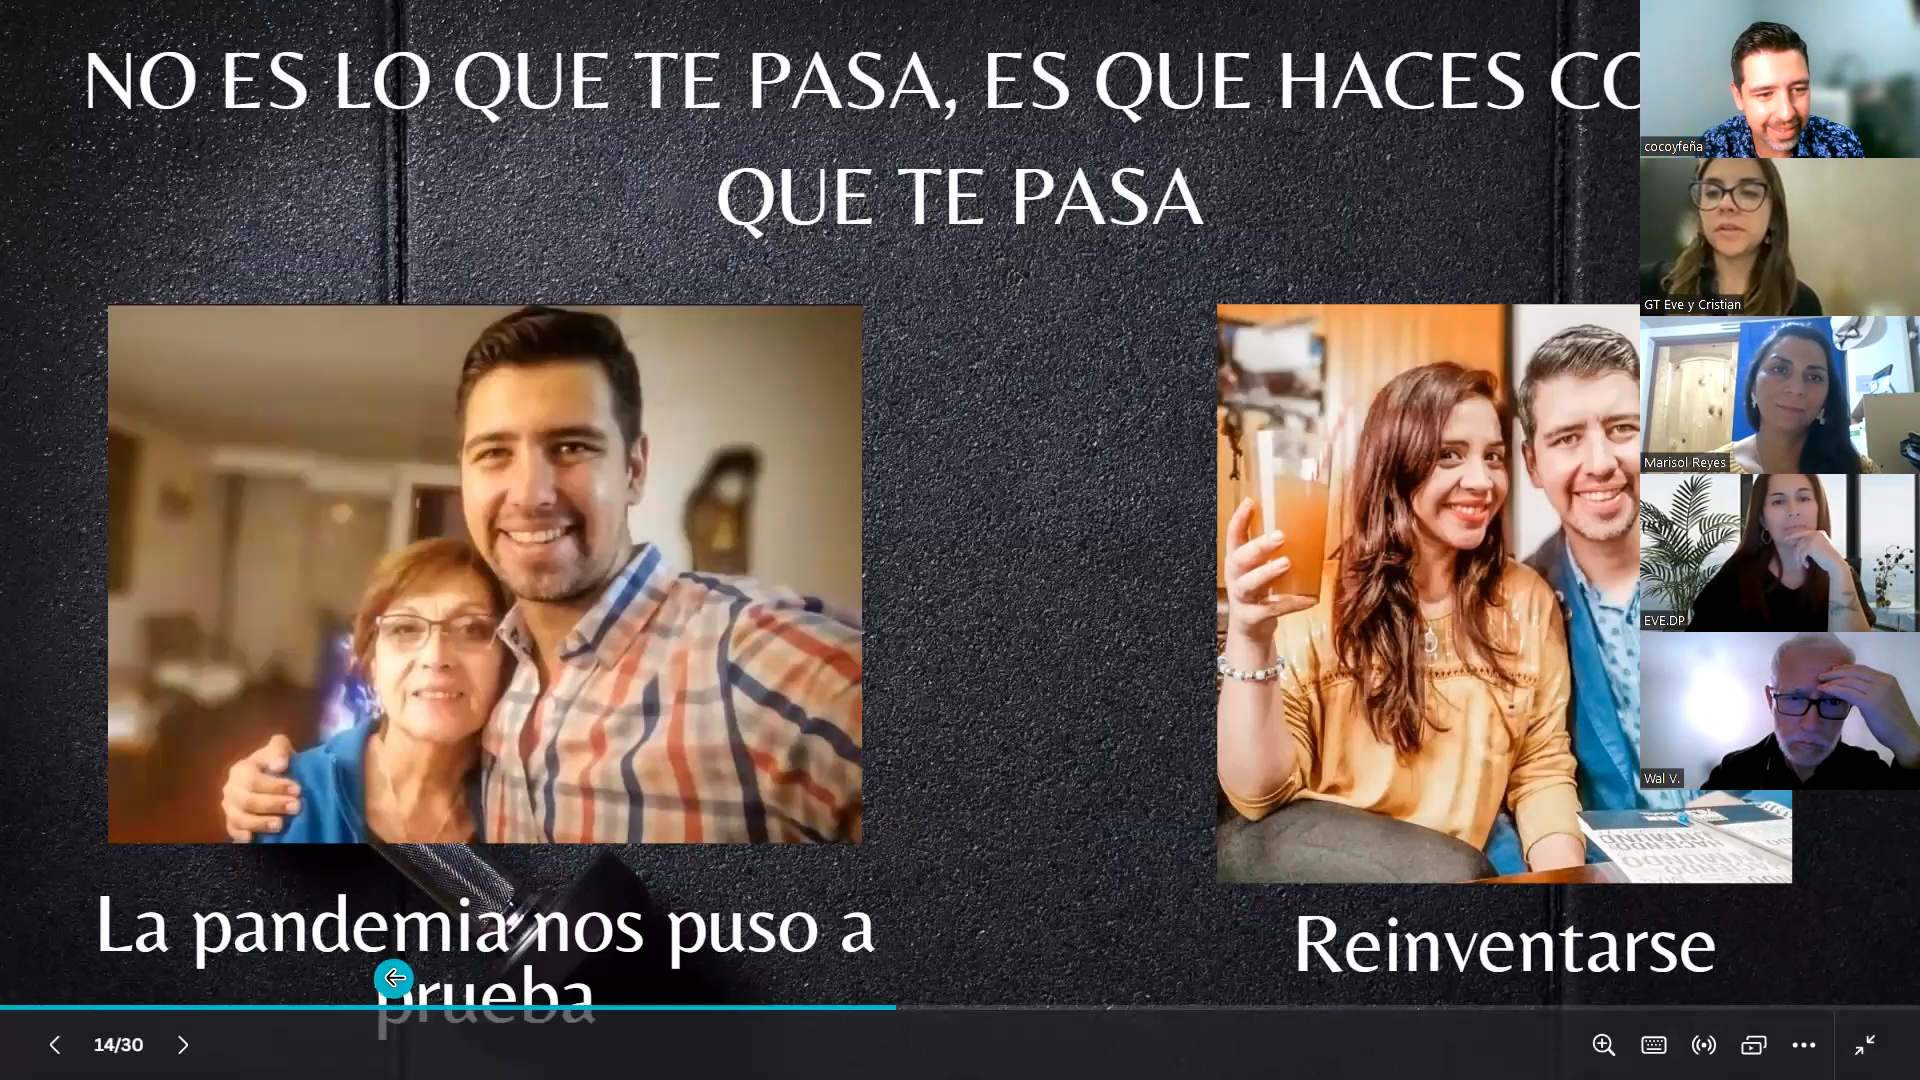 NO ES LO QUE TE PASA, ES QUE HACES CO
QUE TE PASA
cocoyfeña
GT Eve y Cristian
Marisol Reyes
EVE.DP
Wal V.
La pandemia nos puso a
prueba
Reinventarse
14/30